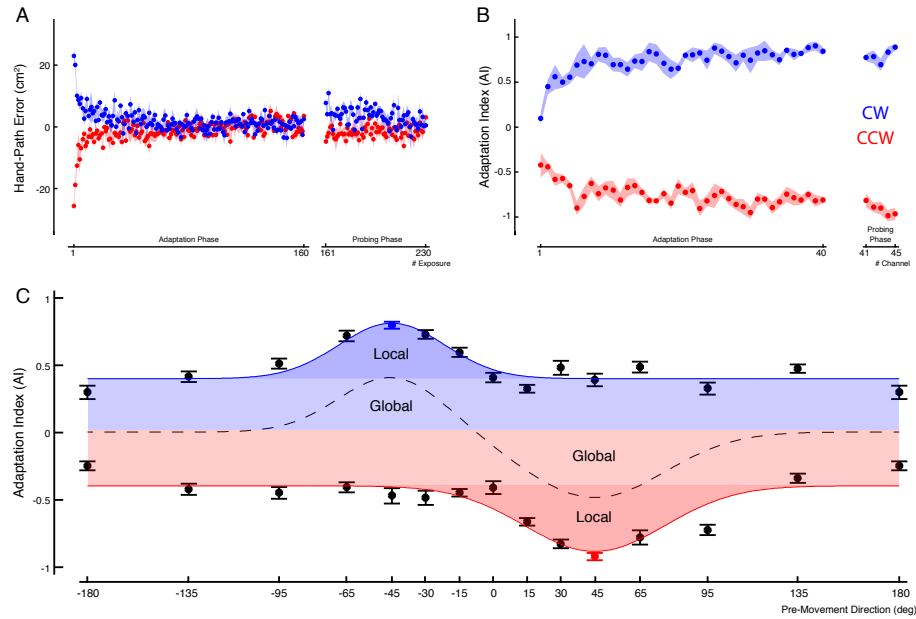 A
Hand-Path Error (cm²)
20
0
-20
Adaptation Phase
Probing Phase
1
160
161
230
# Exposure
B
Adaptation Index (AI)
1
0.5
0
-0.5
-1
CW
CCW
Adaptation Phase
Probing
Phase
1
40
41
45
# Channel
C
Adaptation Index (AI)
1
0.5
0
-0.5
-1
Local
Global
Global
Local
-180
-135
-95
-65
-45
-30
-15
0
15
30
45
65
95
135
180
Pre-Movement Direction (deg)